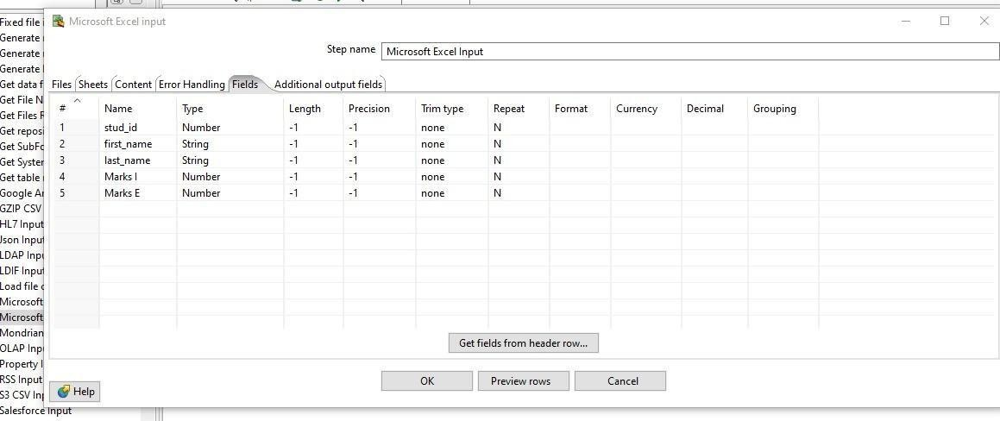 Fixed file i
Microsoft Excel input
Generate
Generate
Step name Microsoft Excel Input
Generate
Get data f
Files Sheets Content Error Handling Fields Additional output fields
Get File N
# Name Type Length Precision Trim type Repeat Format Currency Decimal Grouping
Get Files R
1 stud_id Number -1 -1 none N
Get reposi
2 first_name String -1 -1 none N
Get SubFo
3 last_name String -1 -1 none N
Get System
4 Marks I Number -1 -1 none N
Get table
5 Marks E Number -1 -1 none N
Google An
GZIP CSV
HL7 Input
Json Input
LDAP Inp
LDIF Input
Load file c
Microsoft
Microsoft
Mondrian
Get fields from header row...
OLAP Inpu
Property I
RSS Input
OK Preview rows Cancel
Help
S3 CSV Inp
Salesforce Input